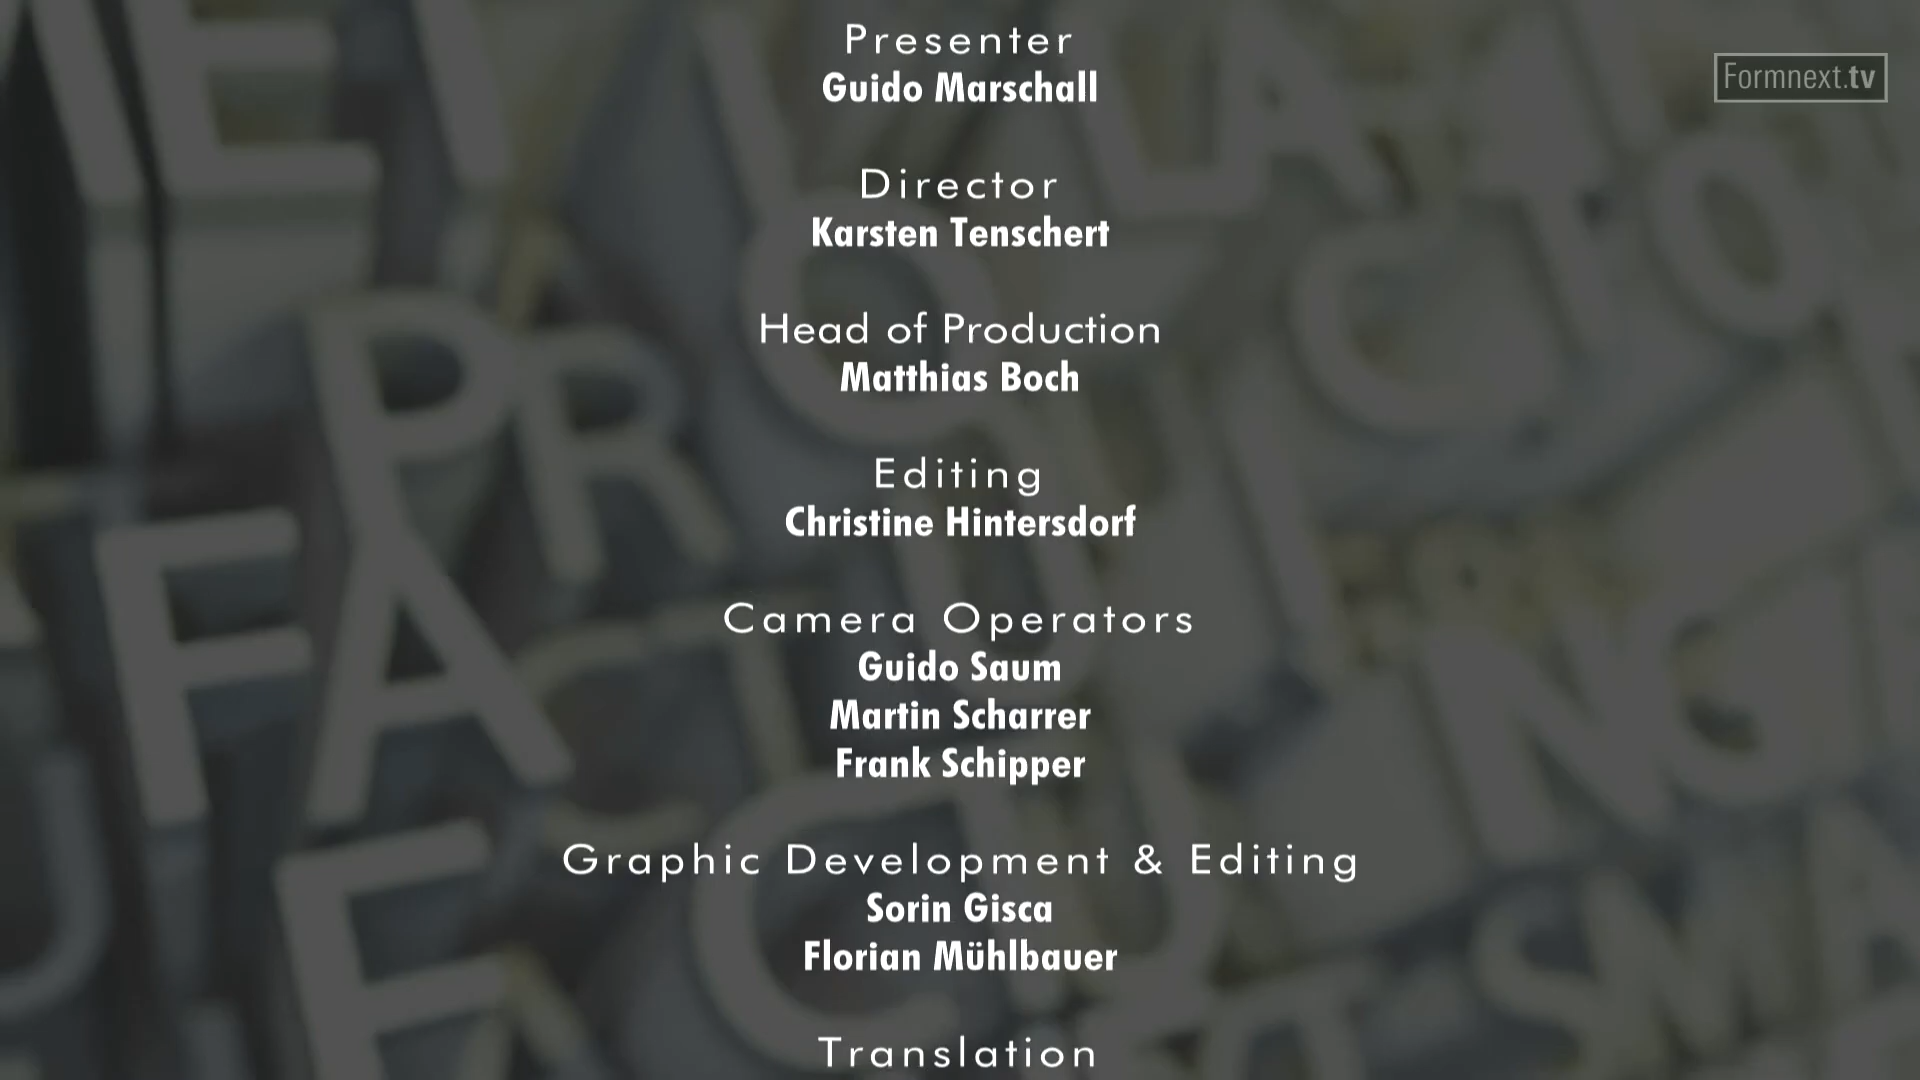 Presenter
Guido Marschall
Formnext.tv
Director
Karsten Tenschert
Head of Production
Matthias Boch
Editing
Christine Hintersdorf
Camera Operators
Guido Saum
Martin Scharrer
Frank Schipper
Graphic Development & Editing
Sorin Gisca
Florian Mühlbauer
Translation